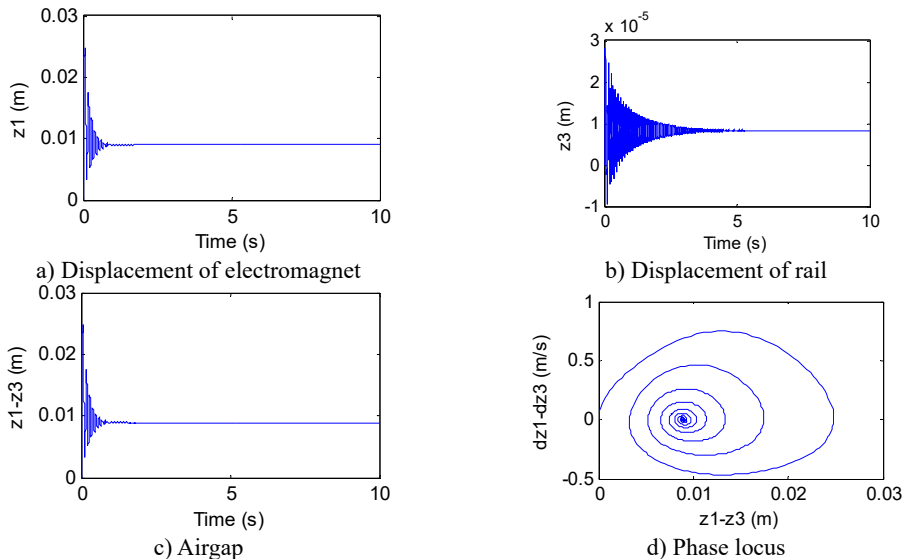 0.03
0.02
0.01
0
z1 (m)
0
5
10
Time (s)
a) Displacement of electromagnet
x 10 -5
3
2
1
0
-1
z3 (m)
0
5
10
Time (s)
b) Displacement of rail
0.03
0.02
0.01
0
z1-z3 (m)
0
5
10
Time (s)
c) Airgap
1
0.5
0
-0.5
dz1-dz3 (m/s)
0
0.01
0.02
0.03
z1-z3 (m)
d) Phase locus